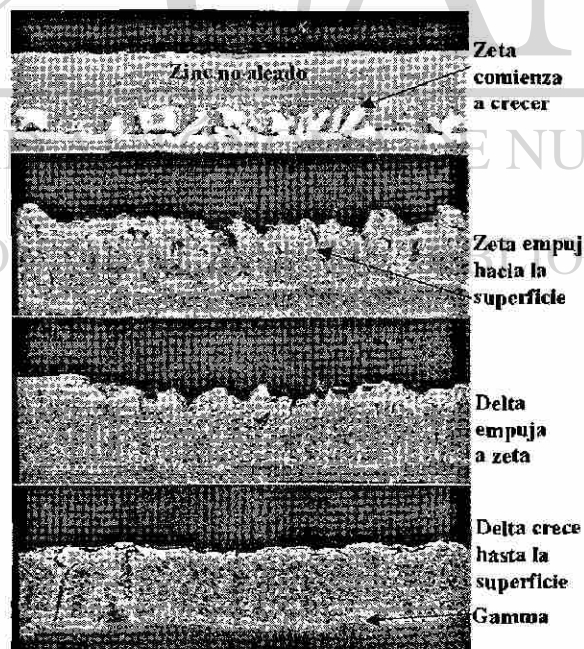 Zeta
comienza
a crecer
Zinc no aleado
Zeta empuj
hacia la
superficie
Delta
empuja
a zeta
Delta crece
hasta la
superficie
Gamma